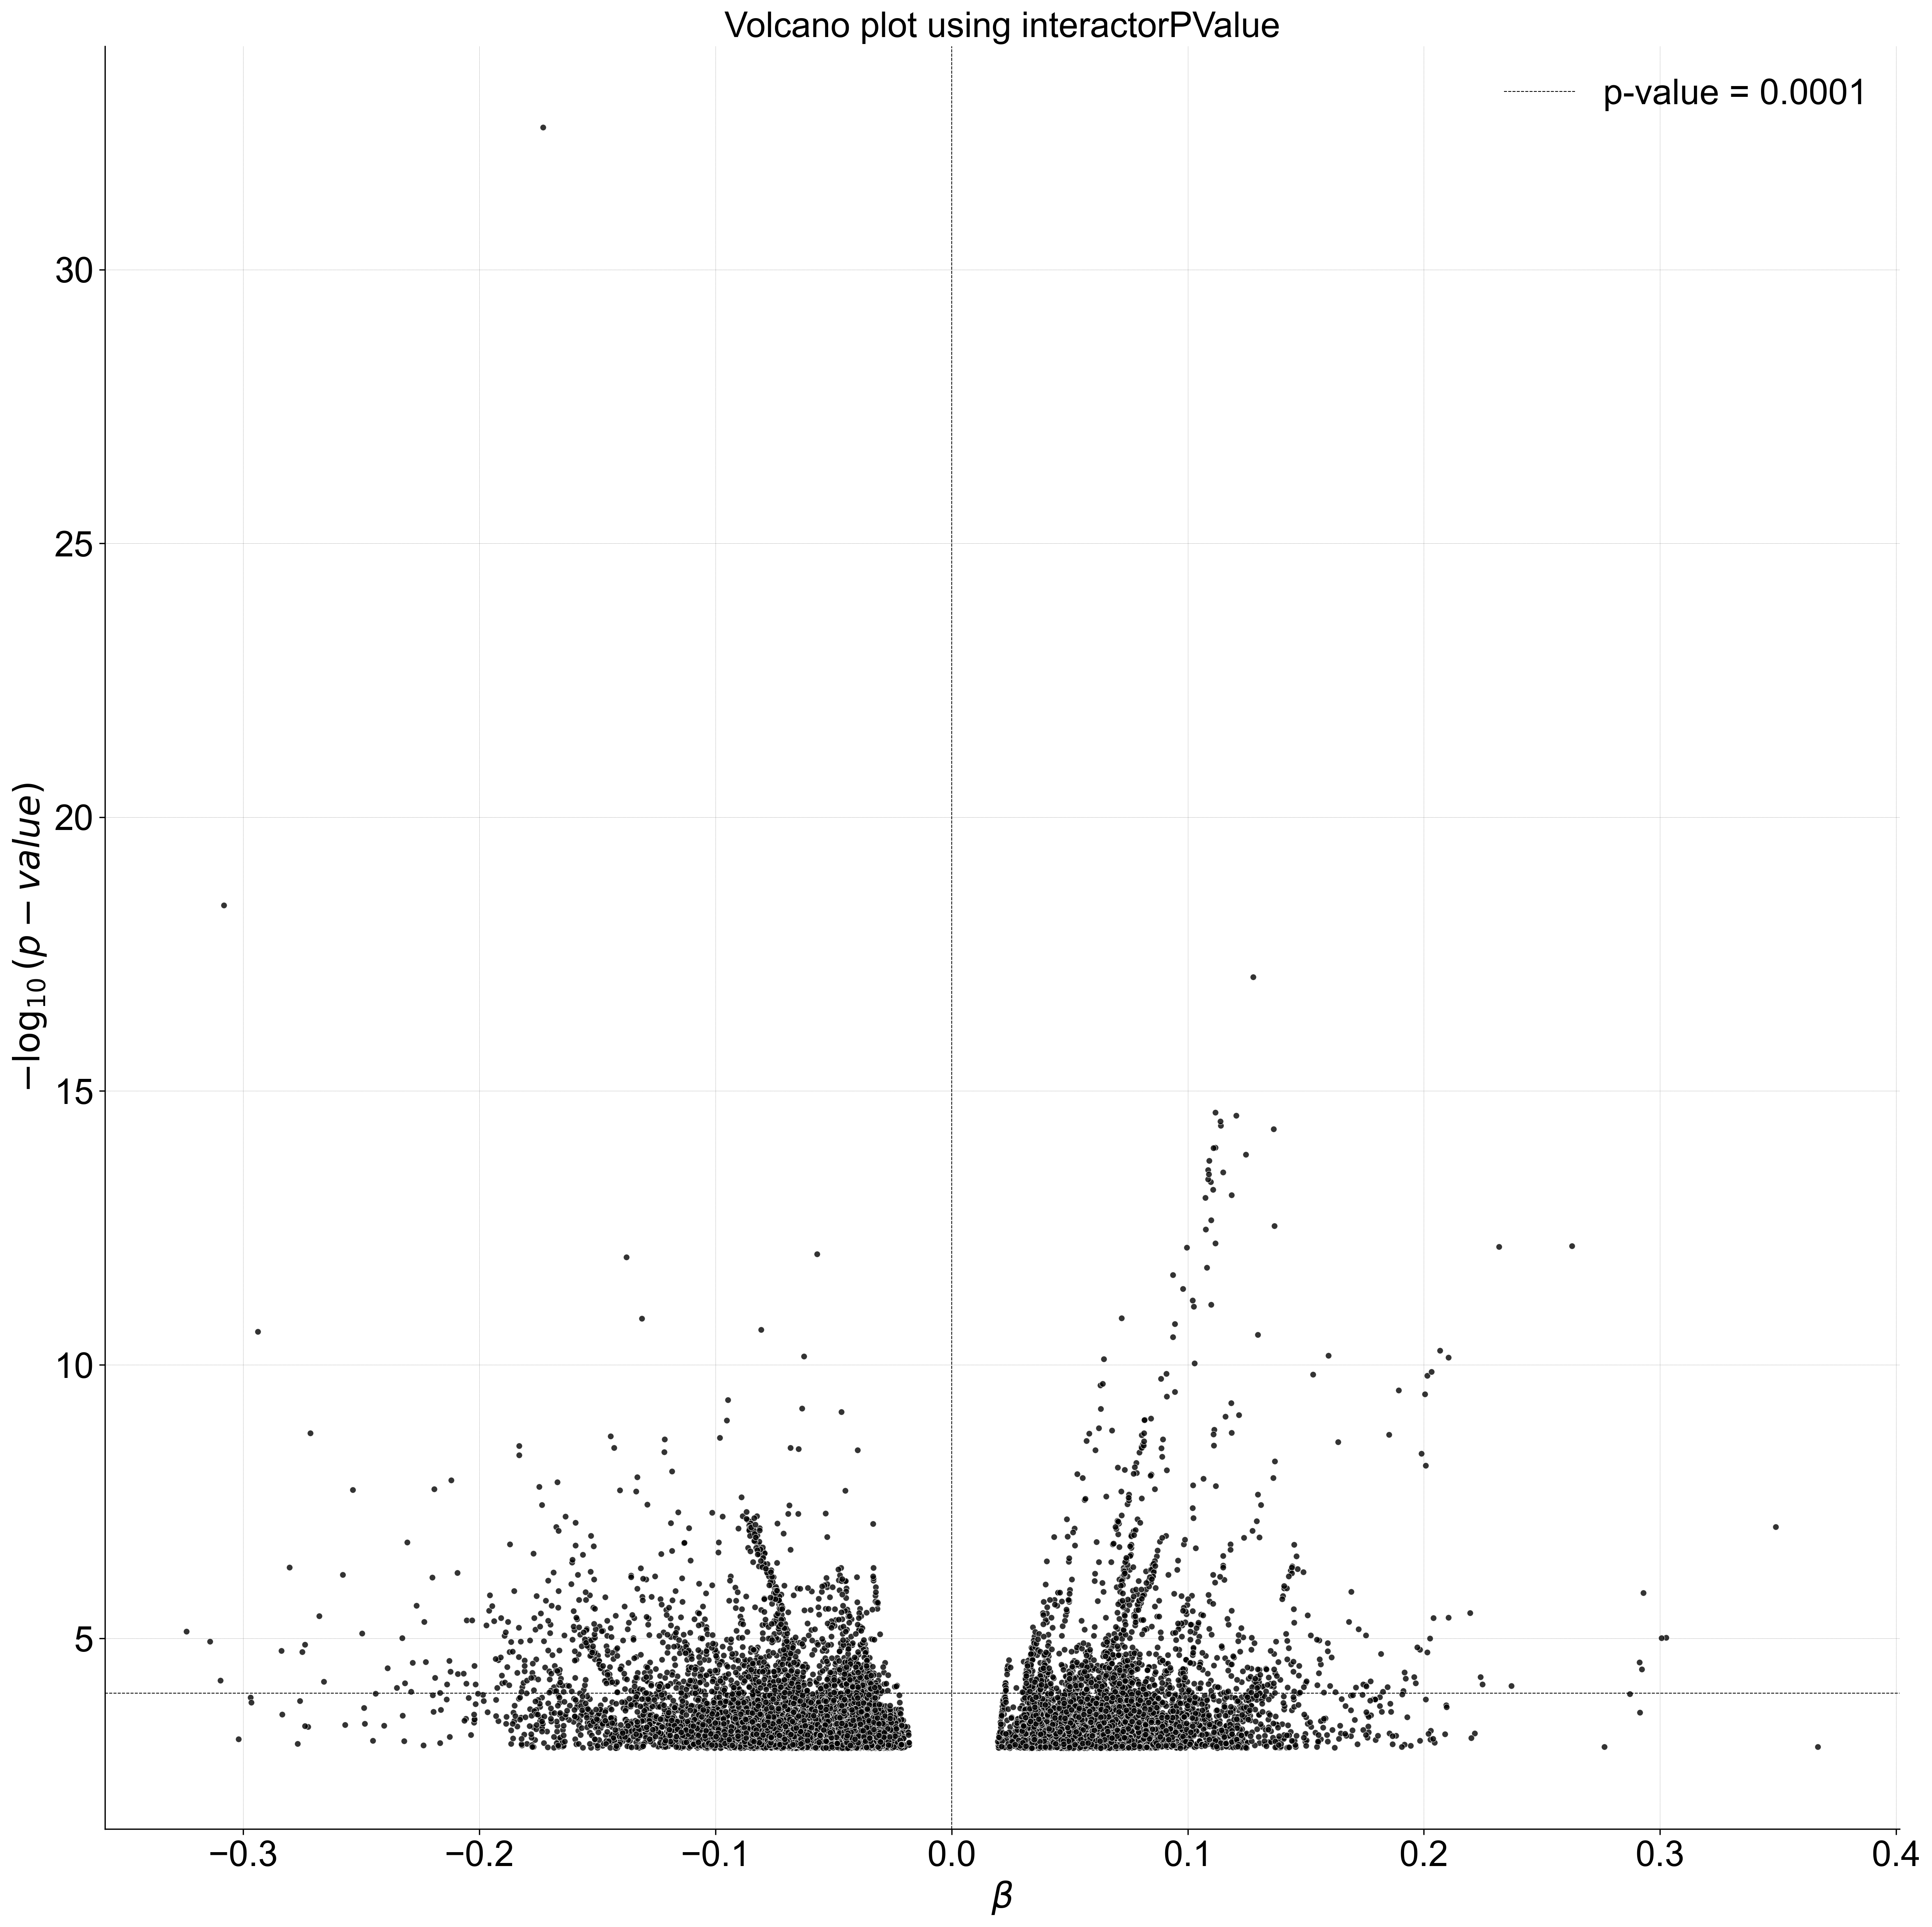 Volcano plot using interactorPValue
p-value = 0.0001
30
25
20
15
10
5
−log10(p − value)
−0.3 −0.2 −0.1 0.0 0.1 0.2 0.3 0.4
β